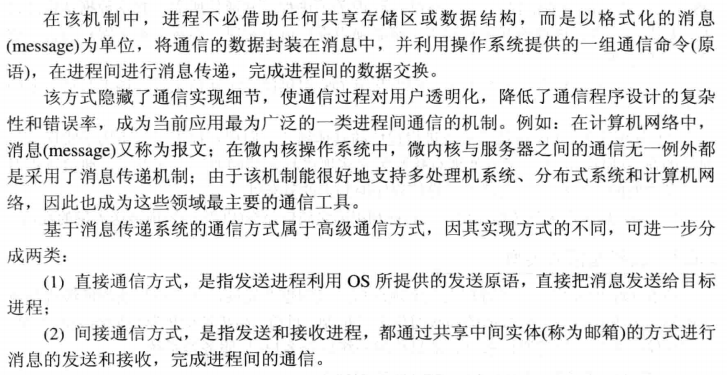 在该机制中，进程不必借助任何共享存储区或数据结构，而是以格式化的消息
(message)为单位，将通信的数据封装在消息中，并利用操作系统提供的一组通信命令(原
语)，在进程间进行消息传递，完成进程间的数据交换。
该方式隐藏了通信实现细节，使通信过程对用户透明化，降低了通信程序设计的复杂
性和错误率，成为当前应用最为广泛的一类进程间通信的机制。例如：在计算机网络中，
消息(message)又称为报文；在微内核操作系统中，微内核与服务器之间的通信无一例外都
是采用了消息传递机制；由于该机制能很好地支持多处理机系统、分布式系统和计算机网
络，因此也成为这些领域最主要的通信工具。
基于消息传递系统的通信方式属于高级通信方式，因其实现方式的不同，可进一步分
成两类：
(1) 直接通信方式，是指发送进程利用 OS 所提供的发送原语，直接把消息发送给目标
进程；
(2) 间接通信方式，是指发送和接收进程，都通过共享中间实体(称为邮箱)的方式进行
消息的发送和接收，完成进程间的通信。